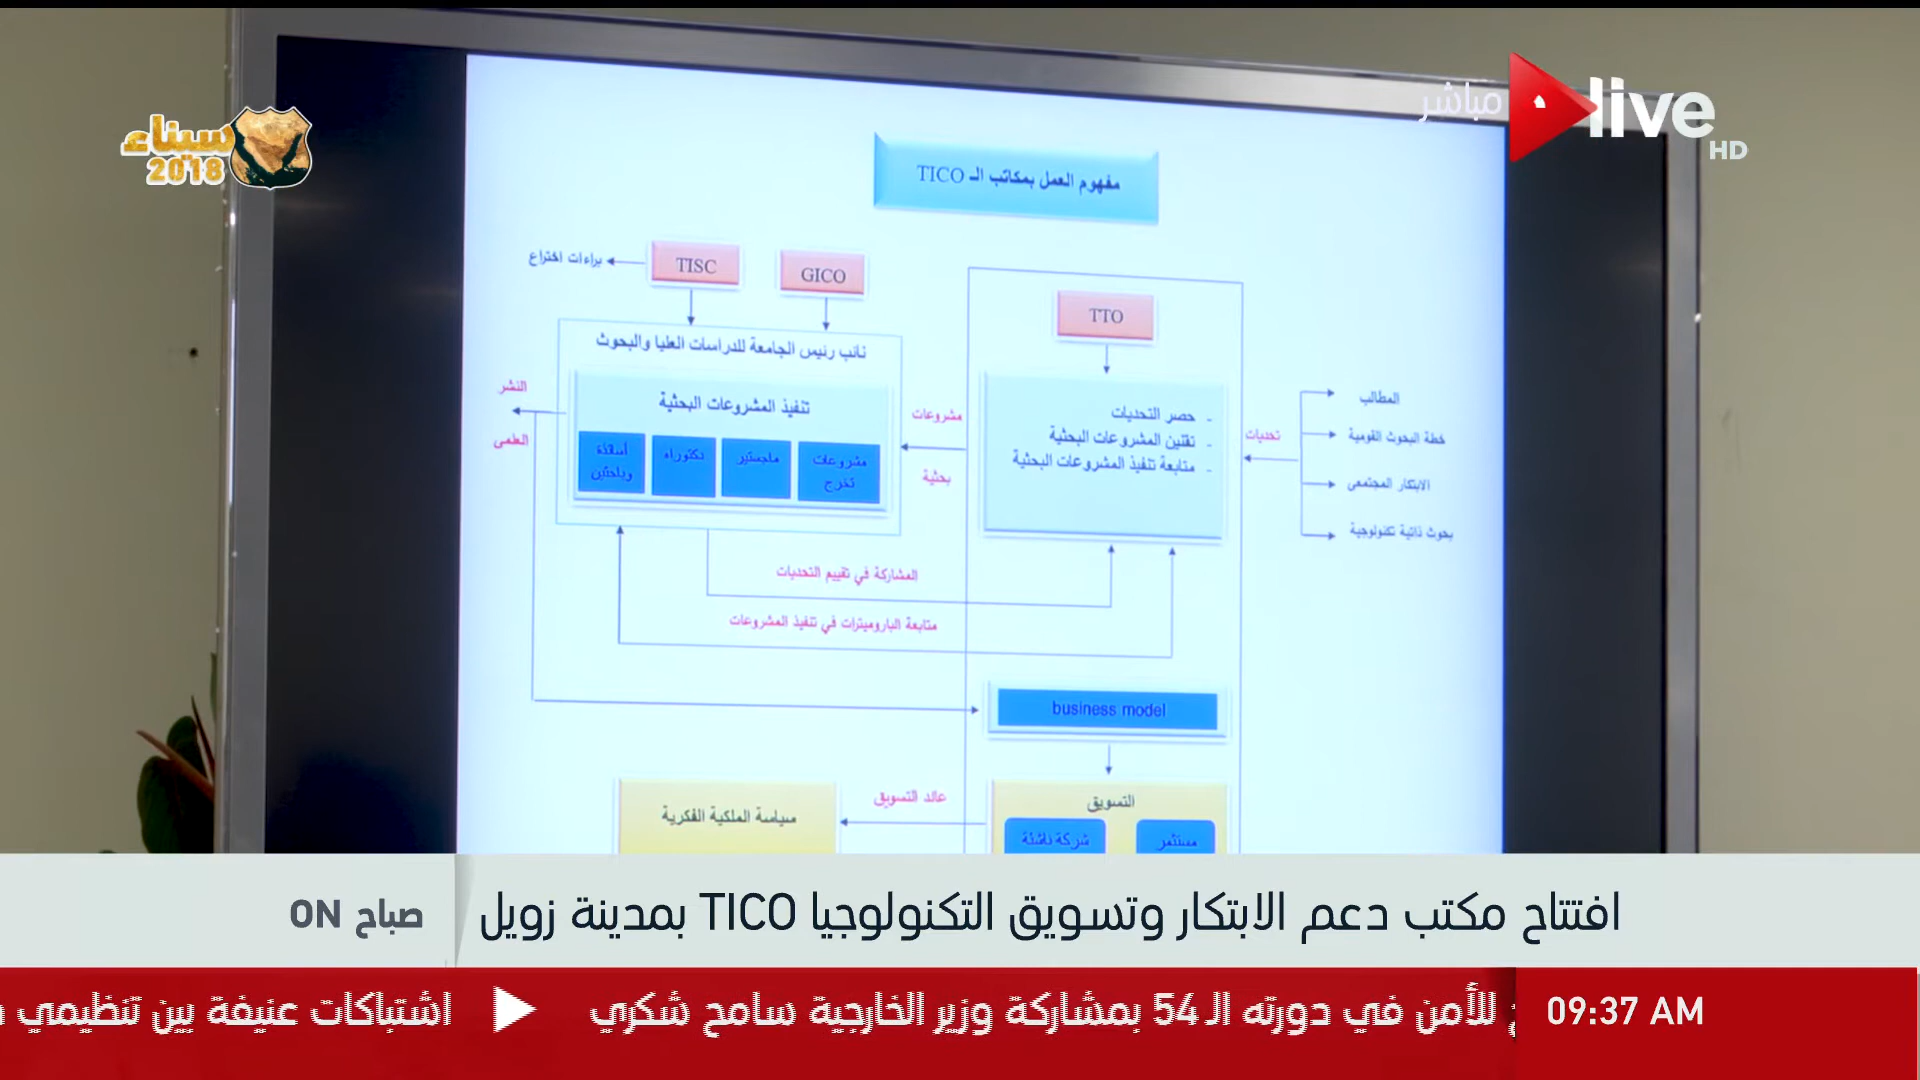 مباشر
live
HD
سيناء
2018
مفهوم العمل بمكاتب الـ TICO
TISC
GICO
TTO
براءات اختراع
نائب رئيس الجامعة للدراسات العليا والبحوث
تنفيذ المشروعات البحثية
مشروعات تخرج
ماجستير
دكتوراه
أساتذة وباحثين
النشر
العلمى
مشروعات
بحثية
- حصر التحديات
- تقنين المشروعات البحثية
- متابعة تنفيذ المشروعات البحثية
تحديات
المطالب
خطة البحوث القومية
الابتكار المجتمعى
بحوث ذاتية تكنولوجية
المشاركة في تقييم التحديات
متابعة البارومیترات في تنفيذ المشروعات
business model
التسويق
مستثمر
شركة ناشئة
عائد التسويق
سياسة الملكية الفكرية
افتتاح مكتب دعم الابتكار وتسويق التكنولوجيا TICO بمدينة زويل
صباح ON
للأمن في دورته الـ 54 بمشاركة وزير الخارجية سامح شكري
اشتباكات عنيفة بين تنظيمي
09:37 AM